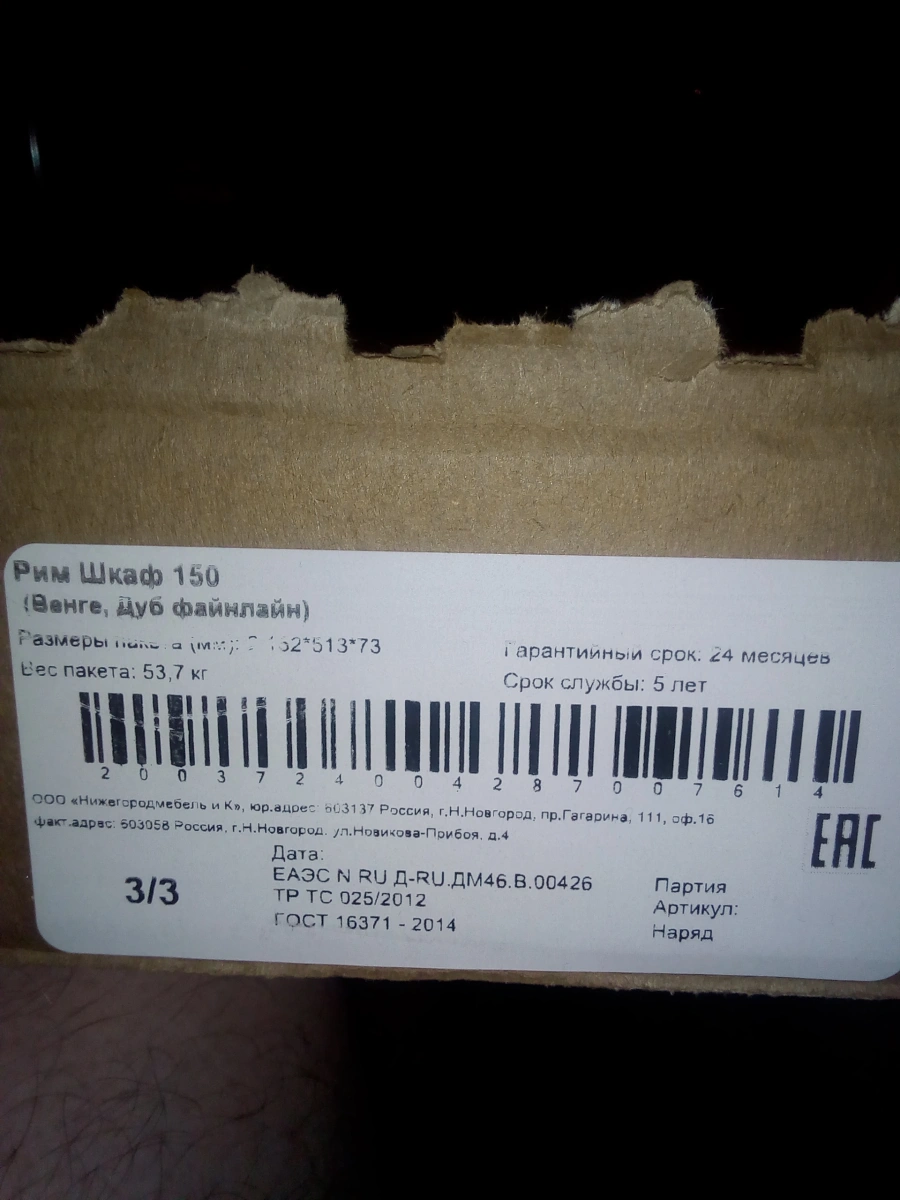 Рим Шкаф 150
(Венге, Дуб файнлайн)
Размеры пакета (мм): 152*513*73
Вес пакета: 53,7 кг
Гарантийный срок: 24 месяцев
Срок службы: 5 лет
2003724004287007614
ООО «Нижегородмебель и К», юр.адрес: 603137 Россия, г.Н.Новгород, пр.Гагарина, 111, оф.16
факт.адрес: 603058 Россия, г.Н.Новгород, ул.Новикова-Прибоя, д.4
EAC
3/3
Дата:
ЕАЭС N RU Д-RU.ДМ46.В.00426
ТР ТС 025/2012
ГОСТ 16371 - 2014
Партия
Артикул:
Наряд